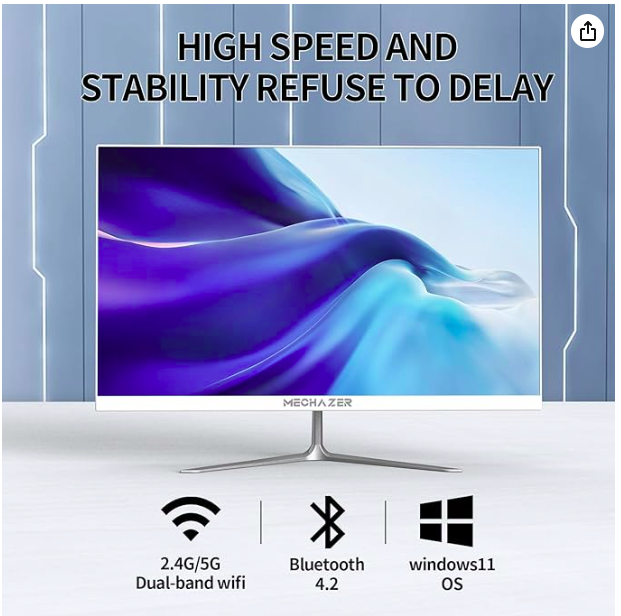 HIGH SPEED AND
STABILITY REFUSE TO DELAY
MECHAZER
2.4G/5G
Dual-band wifi
Bluetooth
4.2
windows11
OS